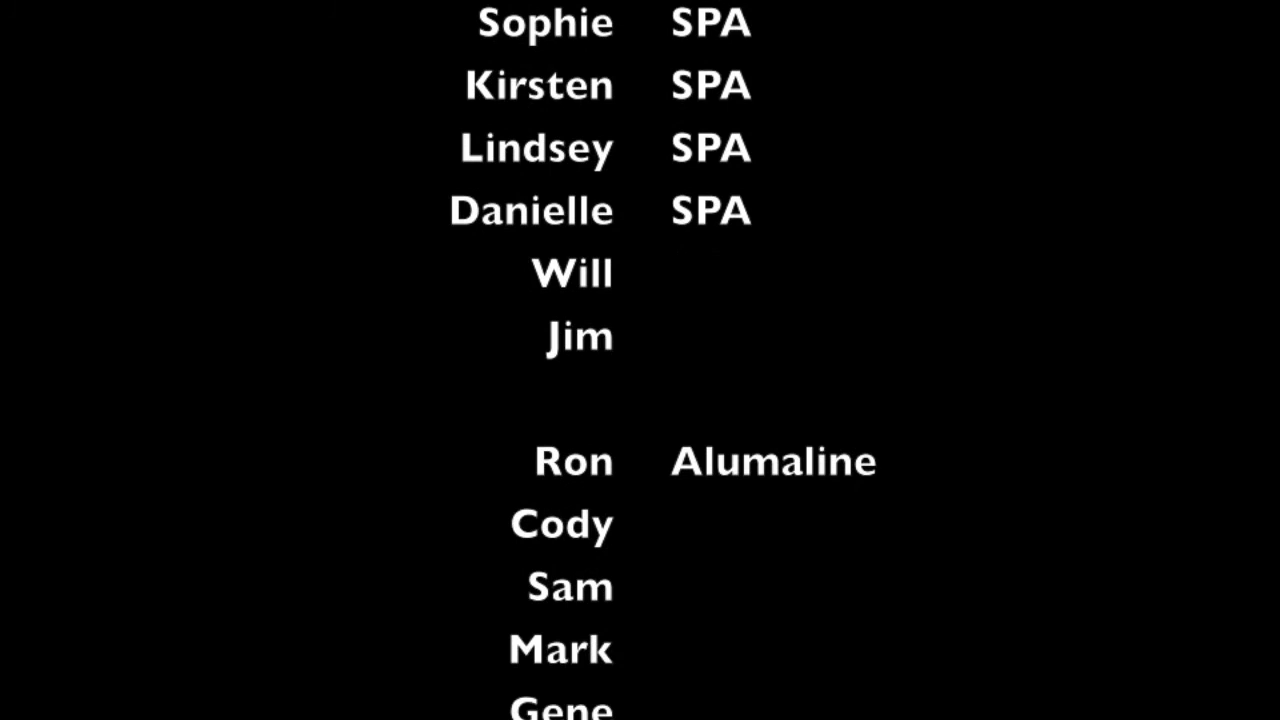 Sophie SPA
Kirsten SPA
Lindsey SPA
Danielle SPA
Will
Jim
Ron Alumaline
Cody
Sam
Mark
Gene